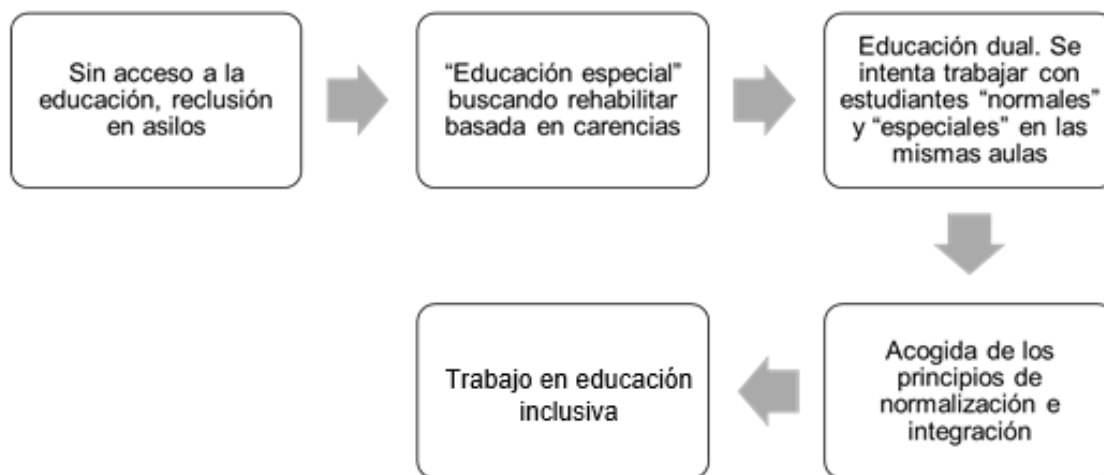 Sin acceso a la
educación, reclusión
en asilos
“Educación especial”
buscando rehabilitar
basada en carencias
Educación dual. Se
intenta trabajar con
estudiantes “normales”
y “especiales” en las
mismas aulas
Acogida de los
principios de
normalización e
integración
Trabajo en educación
inclusiva